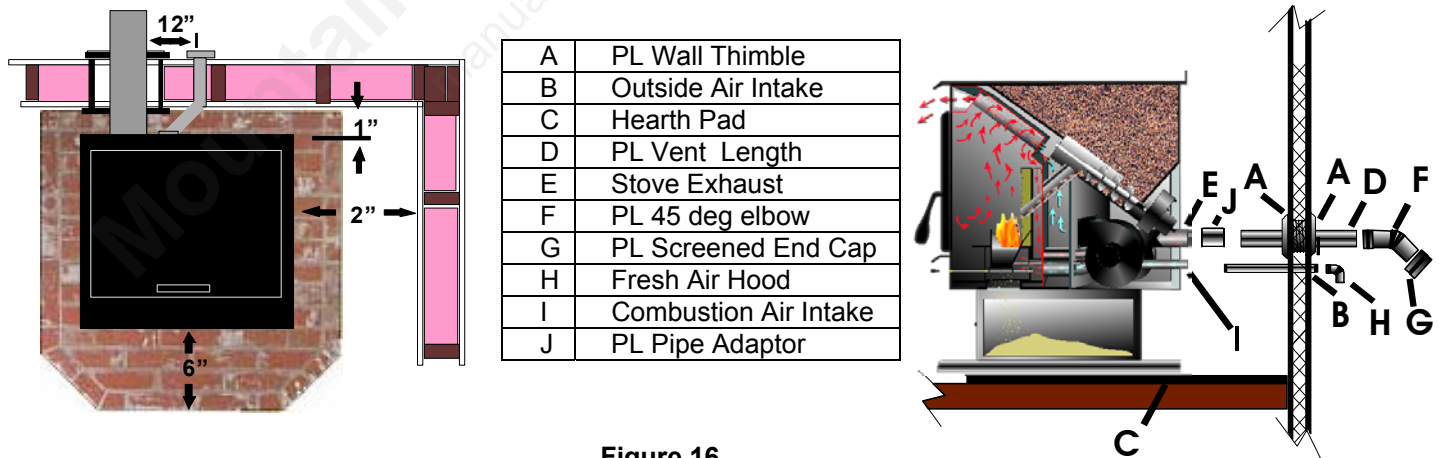 12”
1”
2”
6”
A PL Wall Thimble
B Outside Air Intake
C Hearth Pad
D PL Vent Length
E Stove Exhaust
F PL 45 deg elbow
G PL Screened End Cap
H Fresh Air Hood
I Combustion Air Intake
J PL Pipe Adaptor
E J A A D F
B H G
I
C
Figure 16